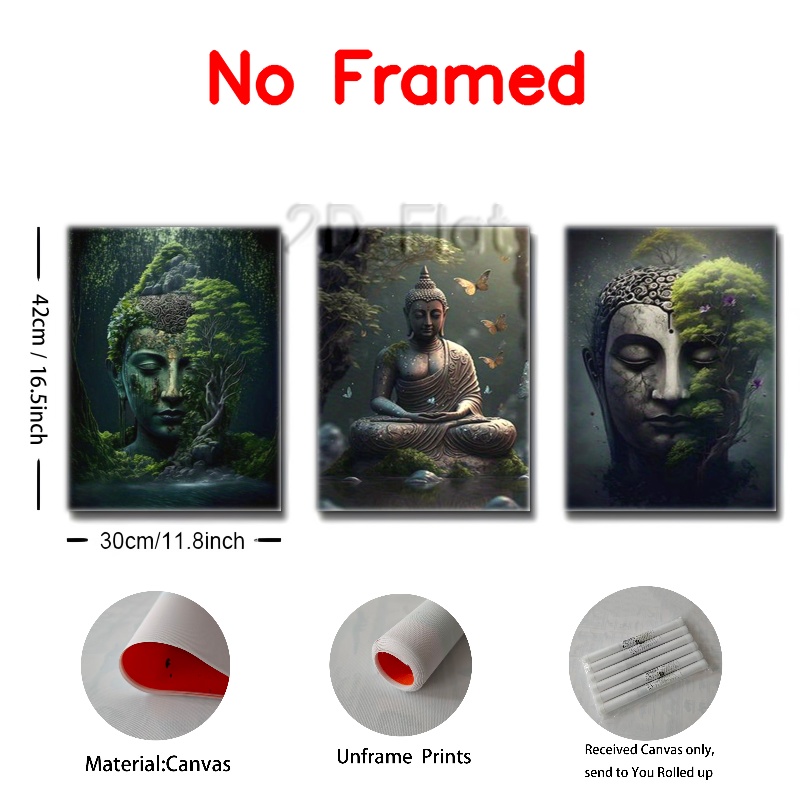 No Framed
2D Flat
42cm / 16.5inch
30cm/11.8inch
Material:Canvas
Unframe Prints
Received Canvas only,
send to You Rolled up